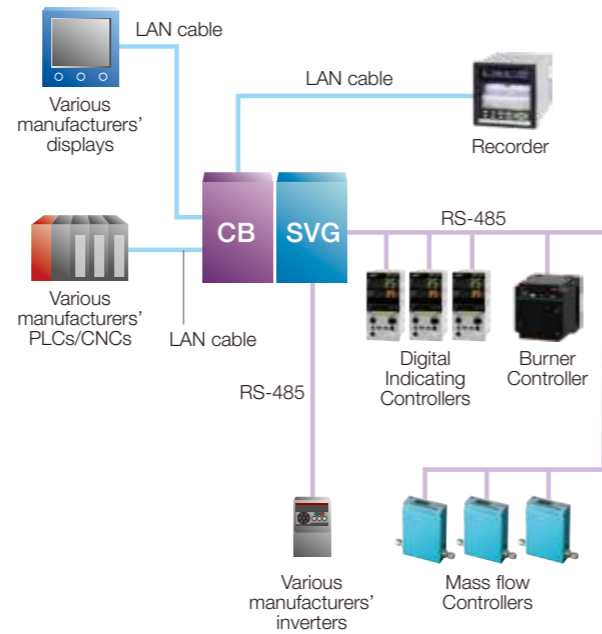 LAN cable
Various
manufacturers’
displays
LAN cable
Recorder
CB
SVG
RS-485
Various
manufacturers’
PLCs/CNCs
LAN cable
Digital
Indicating
Controllers
Burner
Controller
RS-485
Various
manufacturers’
inverters
Mass flow
Controllers